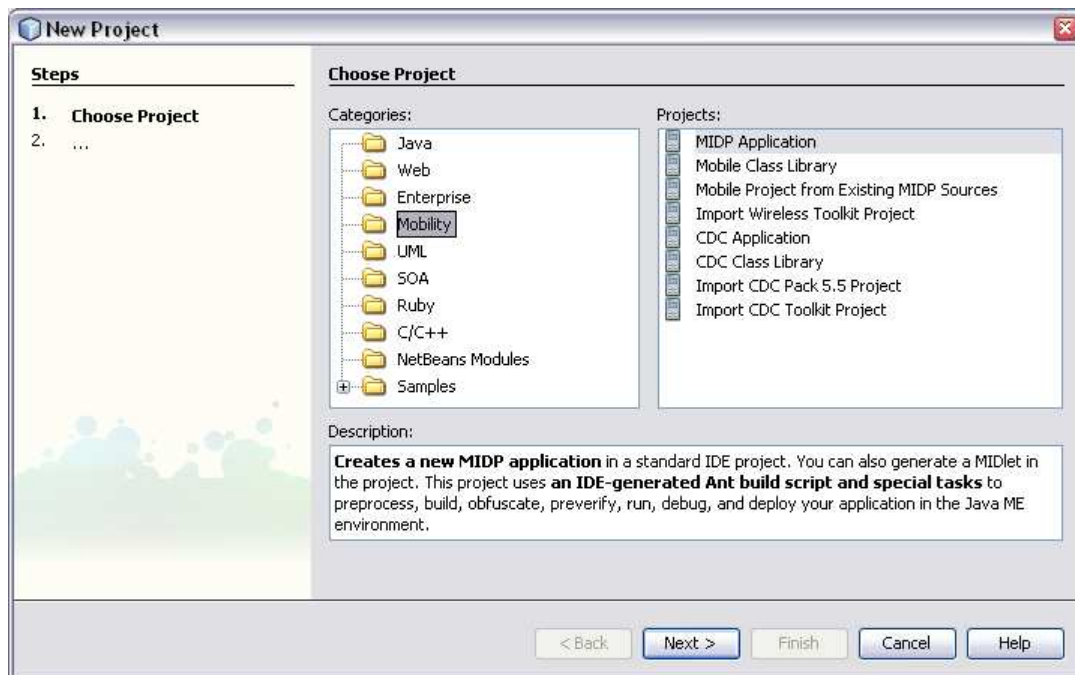 New Project
Steps
1. Choose Project
2. ...
Choose Project
Categories:
Java
Web
Enterprise
Mobility
UML
SOA
Ruby
C/C++
NetBeans Modules
Samples
Projects:
MIDP Application
Mobile Class Library
Mobile Project from Existing MIDP Sources
Import Wireless Toolkit Project
CDC Application
CDC Class Library
Import CDC Pack 5.5 Project
Import CDC Toolkit Project
Description:
Creates a new MIDP application in a standard IDE project. You can also generate a MIDlet in
the project. This project uses an IDE-generated Ant build script and special tasks to
preprocess, build, obfuscate, preverify, run, debug, and deploy your application in the Java ME
environment.
< Back
Next >
Finish
Cancel
Help